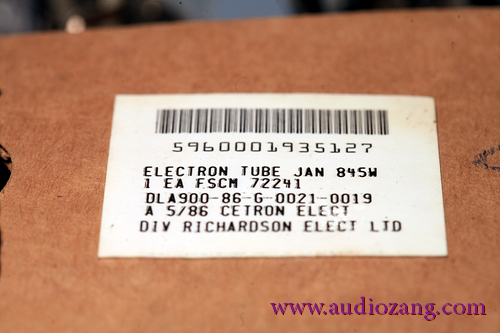 5960001935127
ELECTRON TUBE JAN 845W
1 EA FSCM 72241
DLA900-86-G-0021-0019
A 5/86 CETRON ELECT
DIV RICHARDSON ELECT LTD
www.audiozang.com